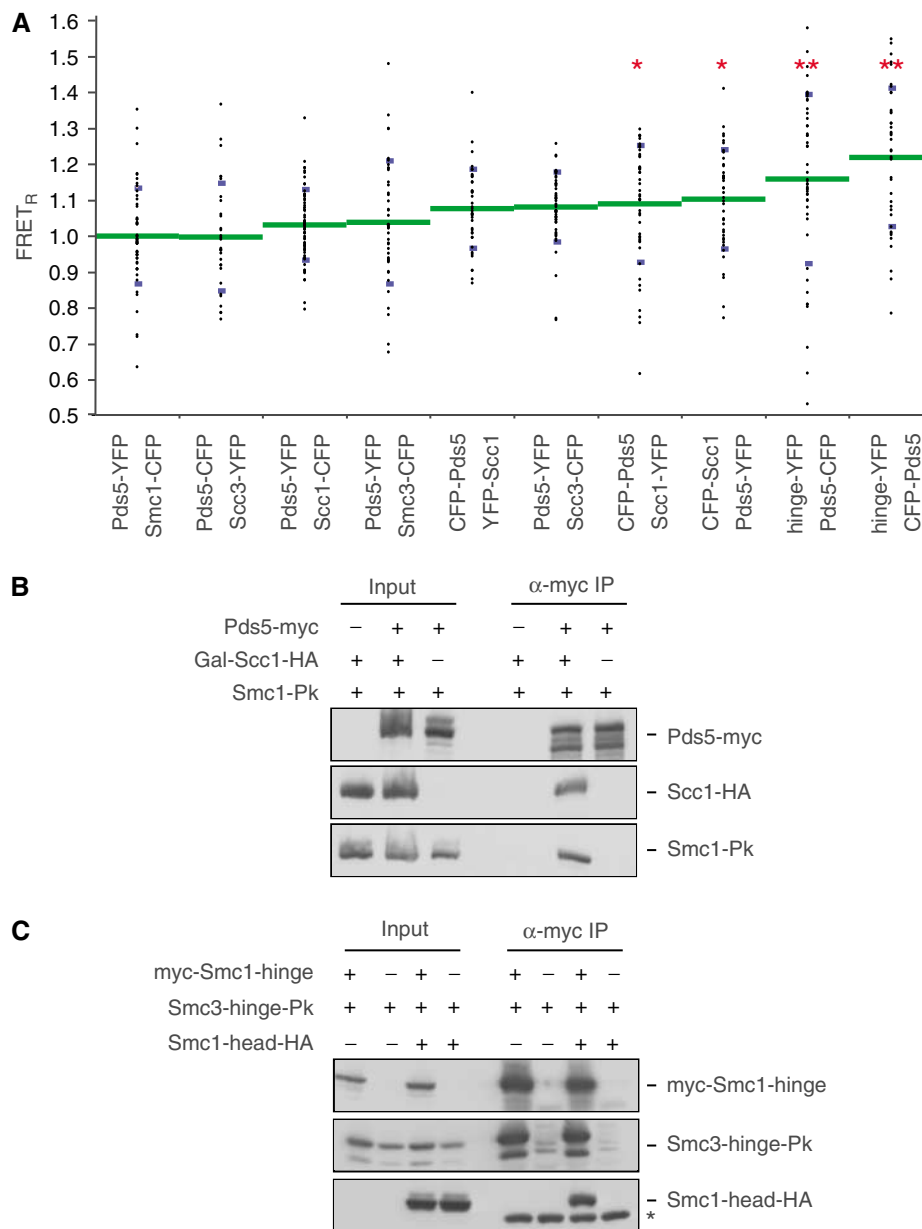 A
1.6
1.5
1.4
1.3
1.2
1.1
1.0
0.9
0.8
0.7
0.6
0.5
FRET_R
* * ** **
Pds5-YFP
Smc1-CFP
Pds5-CFP
Scc3-YFP
Pds5-YFP
Scc1-CFP
Pds5-YFP
Smc3-CFP
CFP-Pds5
YFP-Scc1
Pds5-YFP
Scc3-CFP
CFP-Pds5
Scc1-YFP
CFP-Scc1
Pds5-YFP
hinge-YFP
Pds5-CFP
hinge-YFP
CFP-Pds5
B
Input α-myc IP
Pds5-myc – + + – + +
Gal-Scc1-HA + + – + + –
Smc1-Pk + + + + + +
– Pds5-myc
– Scc1-HA
– Smc1-Pk
C
Input α-myc IP
myc-Smc1-hinge + – + – + – + –
Smc3-hinge-Pk + + + + + + + +
Smc1-head-HA – – + + – – + +
– myc-Smc1-hinge
– Smc3-hinge-Pk
– Smc1-head-HA
*